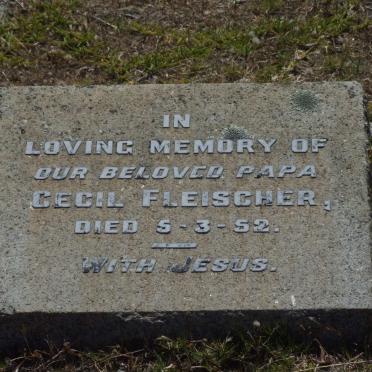 IN
LOVING MEMORY OF
OUR BELOVED PAPA
CECIL FLEISCHER,
DIED 5-3-52.
WITH JESUS.